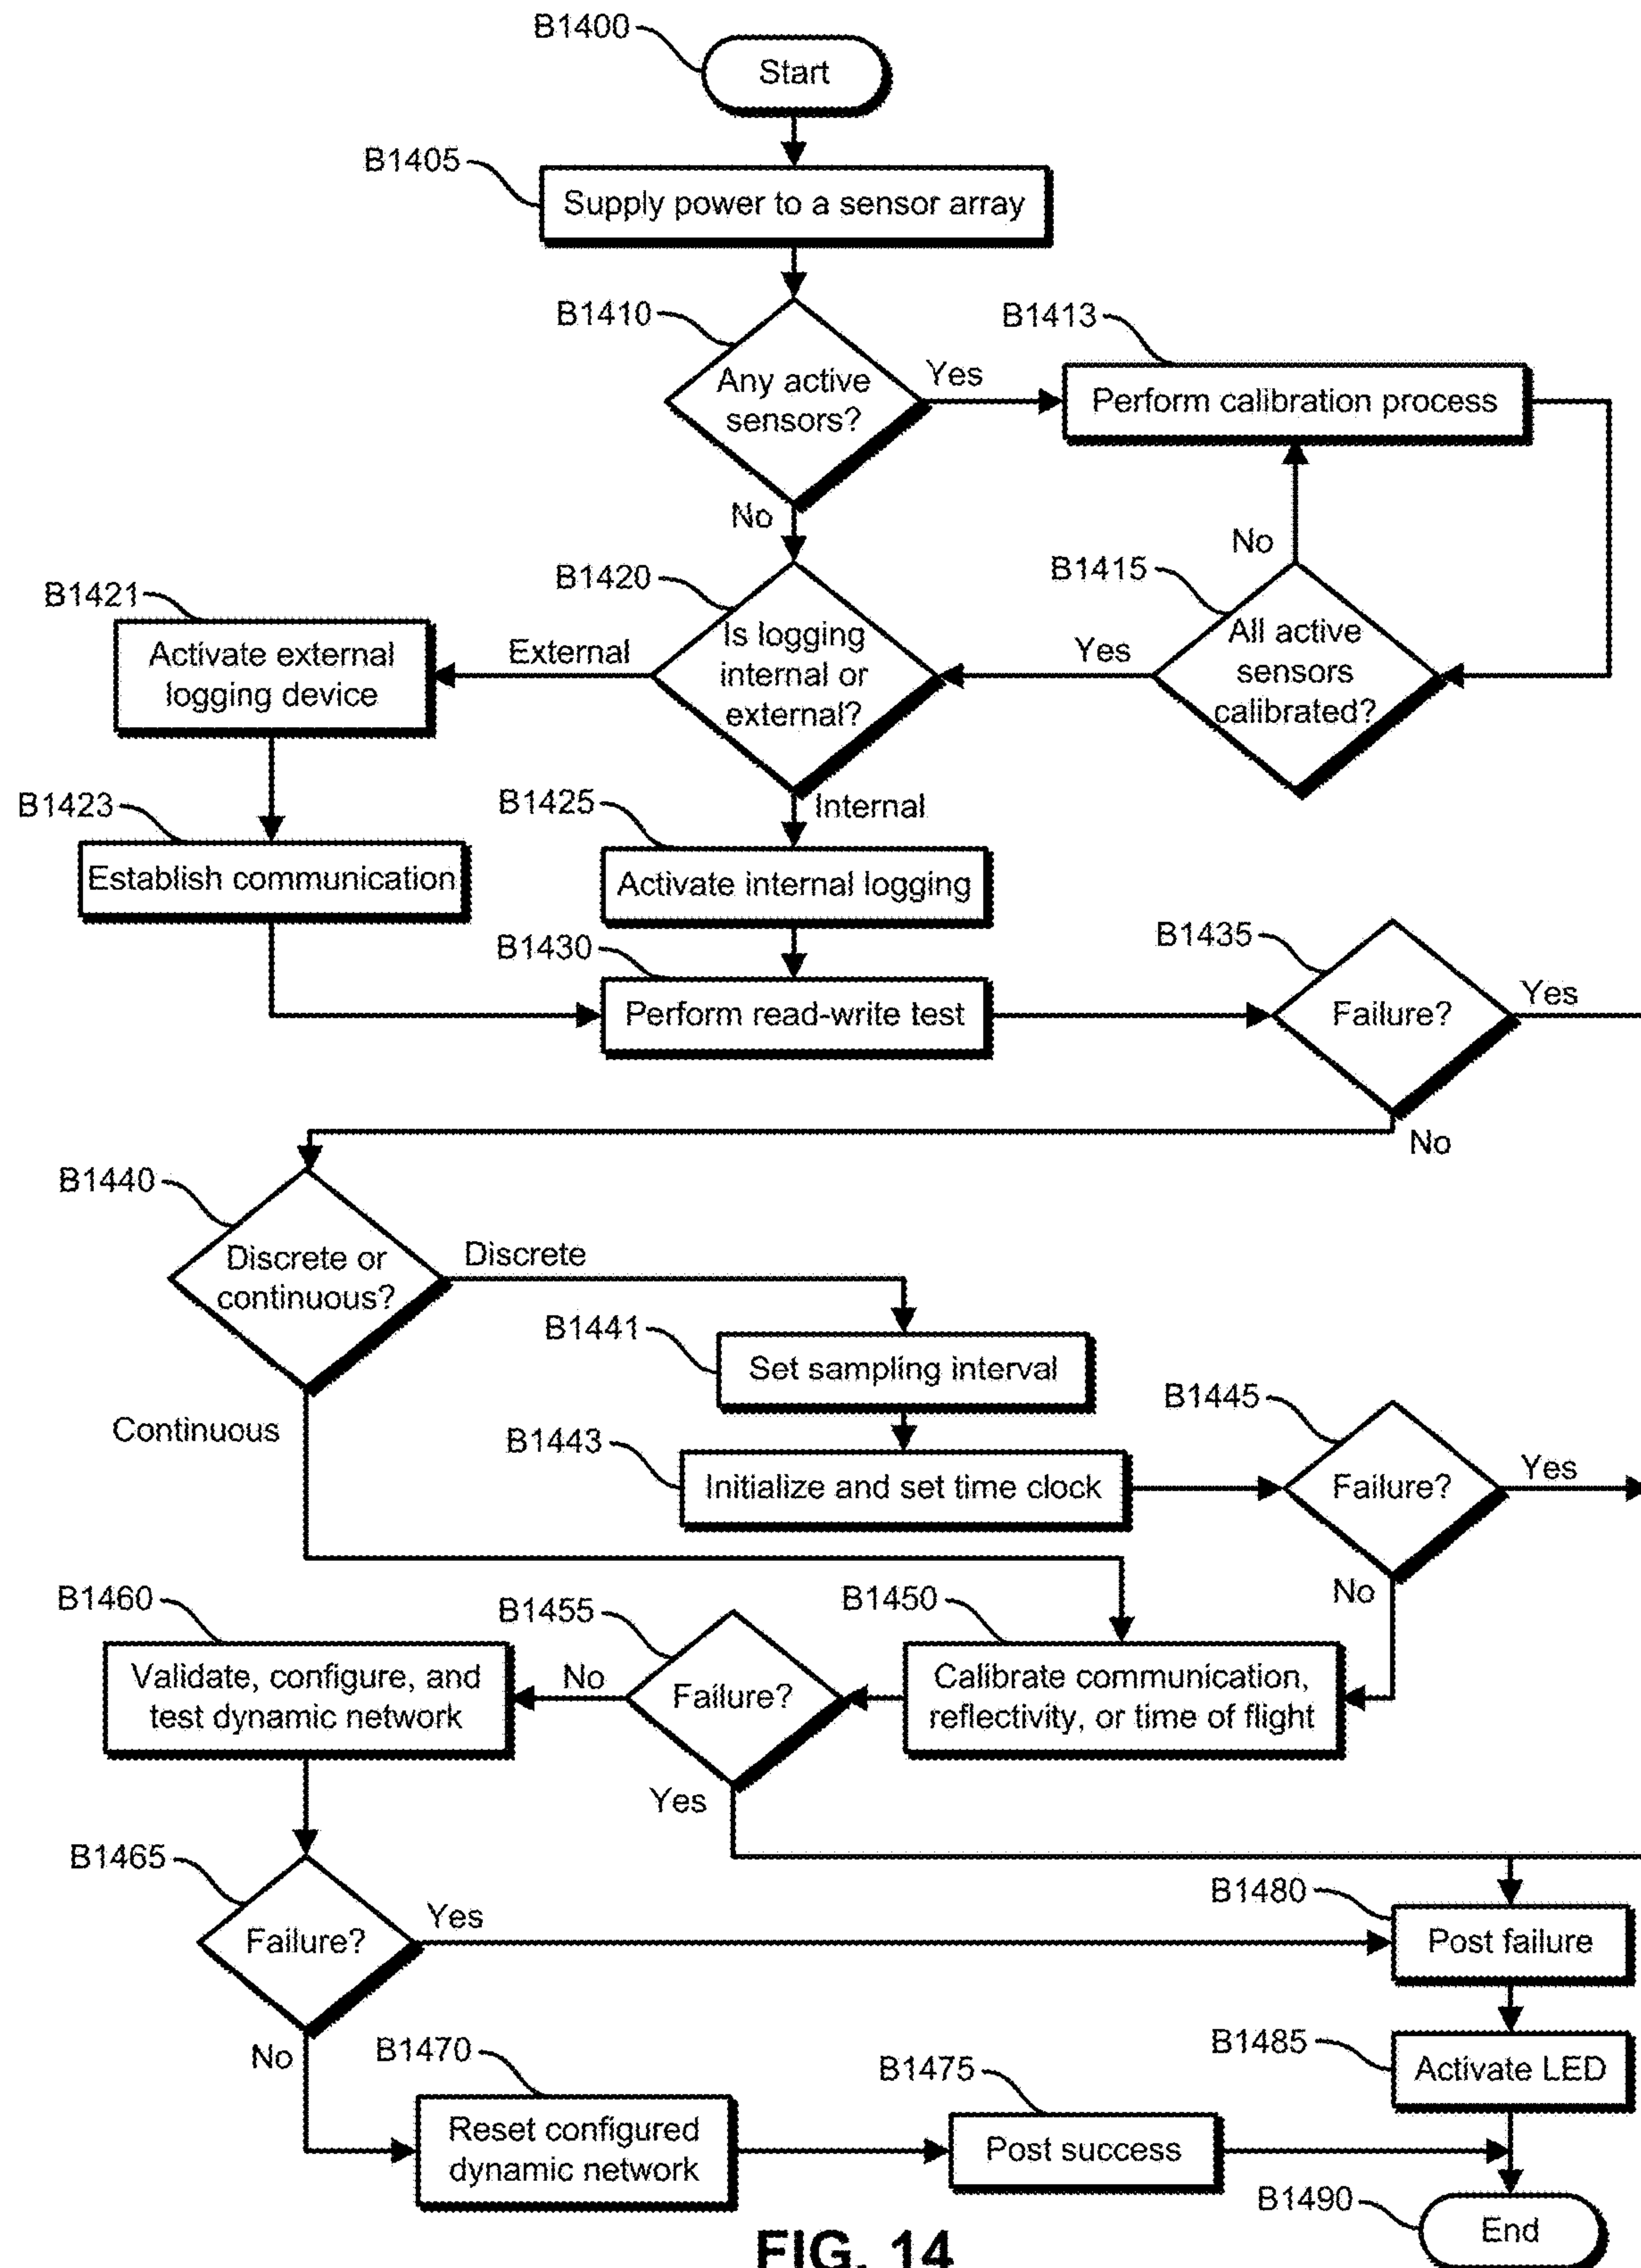 B1400
Start
B1405
Supply power to a sensor array
B1410
Any active
sensors?
Yes
No
B1413
Perform calibration process
No
B1415
All active
sensors
calibrated?
Yes
B1420
Is logging
internal or
external?
External
Internal
B1421
Activate external
logging device
B1423
Establish communication
B1425
Activate internal logging
B1430
Perform read-write test
B1435
Failure?
Yes
No
B1440
Discrete or
continuous?
Discrete
Continuous
B1441
Set sampling interval
B1443
Initialize and set time clock
B1445
Failure?
Yes
No
B1450
Calibrate communication,
reflectivity, or time of flight
B1455
Failure?
No
Yes
B1460
Validate, configure, and
test dynamic network
B1465
Failure?
Yes
No
B1470
Reset configured
dynamic network
B1475
Post success
B1480
Post failure
B1485
Activate LED
B1490
End
FIG. 14